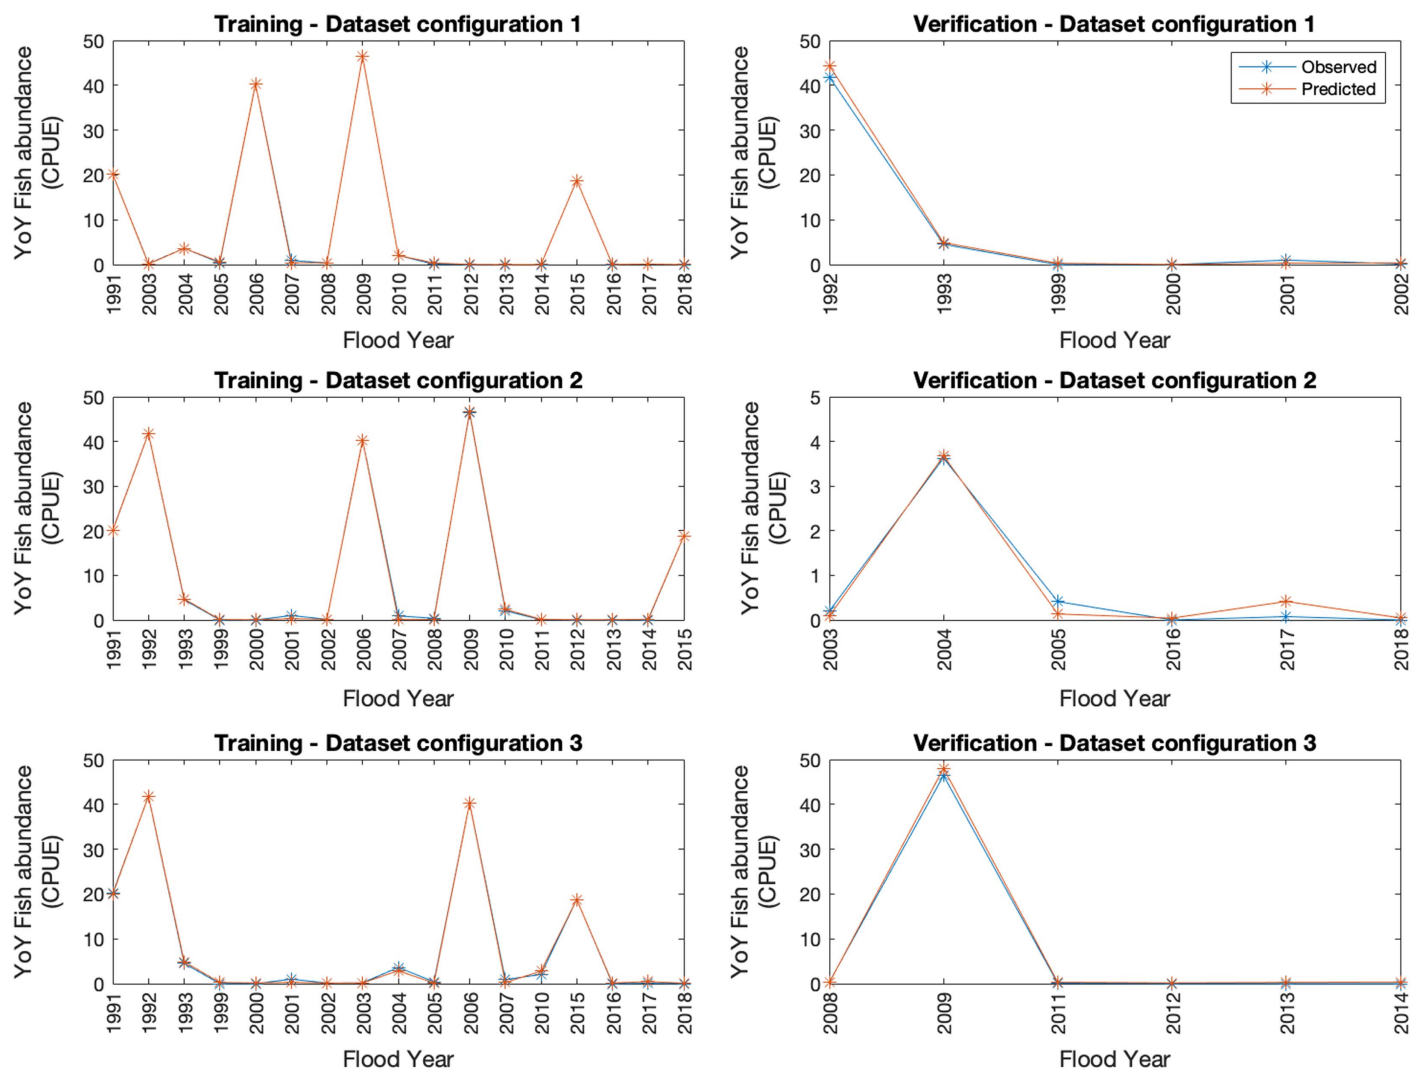 Training - Dataset configuration 1
YoY Fish abundance
(CPUE)
50
40
30
20
10
0
1991 2003 2004 2005 2006 2007 2008 2009 2010 2011 2012 2013 2014 2015 2016 2017 2018
Flood Year
Verification - Dataset configuration 1
YoY Fish abundance
(CPUE)
50
40
30
20
10
0
Observed
Predicted
1992 1993 1999 2000 2001 2002
Flood Year
Training - Dataset configuration 2
YoY Fish abundance
(CPUE)
50
40
30
20
10
0
1991 1992 1993 1999 2000 2001 2002 2006 2007 2008 2009 2010 2011 2012 2013 2014 2015
Flood Year
Verification - Dataset configuration 2
YoY Fish abundance
(CPUE)
5
4
3
2
1
0
2003 2004 2005 2016 2017 2018
Flood Year
Training - Dataset configuration 3
YoY Fish abundance
(CPUE)
50
40
30
20
10
0
1991 1992 1993 1999 2000 2001 2002 2003 2004 2005 2006 2007 2010 2015 2016 2017 2018
Flood Year
Verification - Dataset configuration 3
YoY Fish abundance
(CPUE)
50
40
30
20
10
0
2008 2009 2011 2012 2013 2014
Flood Year